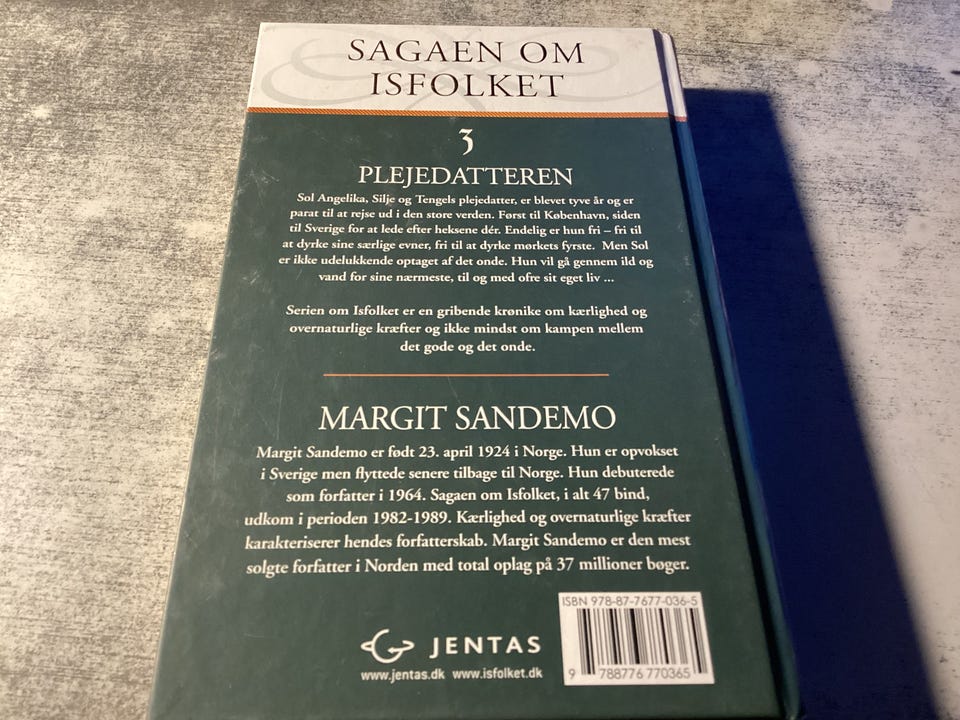 SAGAEN OM
ISFOLKET
3
PLEJEDATTEREN
Sol Angelika, Silje og Tengels plejedatter, er blevet tyve år og er
parat til at rejse ud i den store verden. Først til København, siden
til Sverige for at lede efter heksene dér. Endelig er hun fri – fri til
at dyrke sine særlige evner, fri til at dyrke mørkets fyrste. Men Sol
er ikke udelukkende optaget af det onde. Hun vil gå gennem ild og
vand for sine nærmeste, til og med ofre sit eget liv ...
Serien om Isfolket er en gribende krønike om kærlighed og
overnaturlige kræfter og ikke mindst om kampen mellem
det gode og det onde.
MARGIT SANDEMO
Margit Sandemo er født 23. april 1924 i Norge. Hun er opvokset
i Sverige men flyttede senere tilbage til Norge. Hun debuterede
som forfatter i 1964. Sagaen om Isfolket, i alt 47 bind,
udkom i perioden 1982-1989. Kærlighed og overnaturlige kræfter
karakteriserer hendes forfatterskab. Margit Sandemo er den mest
solgte forfatter i Norden med total oplag på 37 millioner bøger.
ISBN 978-87-7677-036-5
JENTAS
www.jentas.dk www.isfolket.dk
9 788776 770365